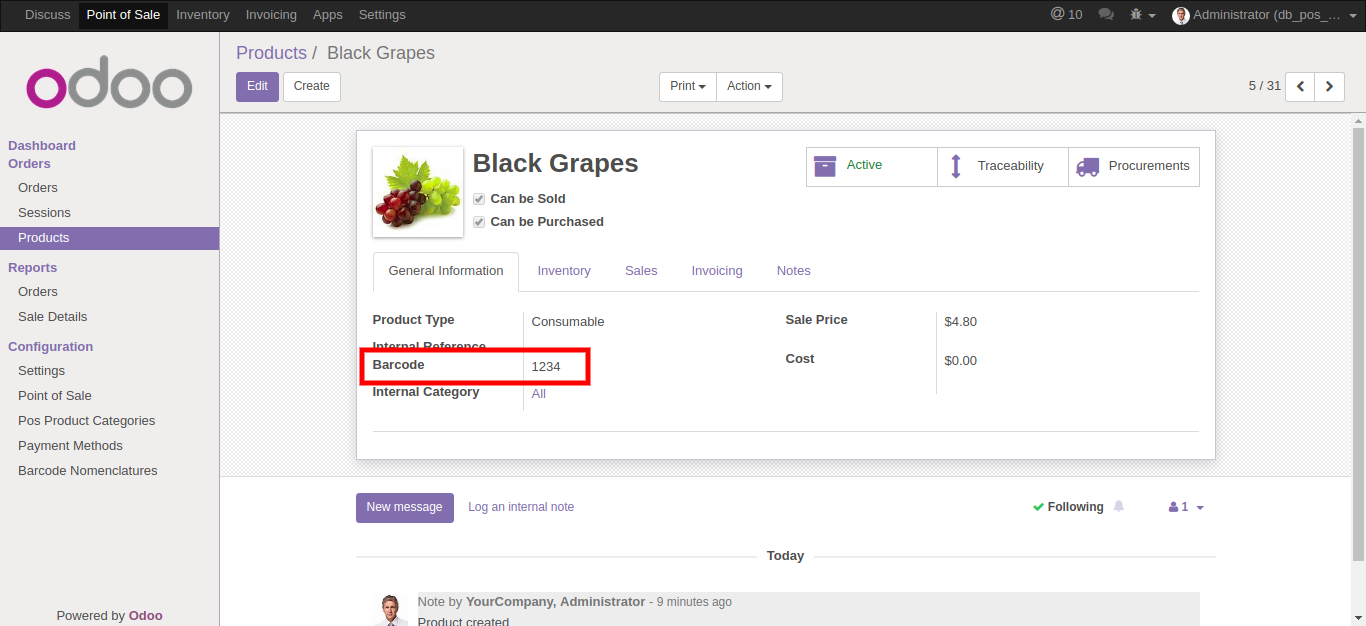 Discuss Point of Sale Inventory Invoicing Apps Settings @ 10 Administrator (db_pos_...
odoo
Products / Black Grapes
Edit Create Print Action 5 / 31
Dashboard
Orders
Orders
Sessions
Products
Reports
Orders
Sale Details
Configuration
Settings
Point of Sale
Pos Product Categories
Payment Methods
Barcode Nomenclatures
Powered by Odoo
Black Grapes
Can be Sold
Can be Purchased
Active Traceability Procurements
General Information Inventory Sales Invoicing Notes
Product Type Consumable
Internal Reference
Barcode 1234
Internal Category All
Sale Price $4.80
Cost $0.00
New message Log an internal note Following 1
Today
Note by YourCompany, Administrator - 9 minutes ago
Product created